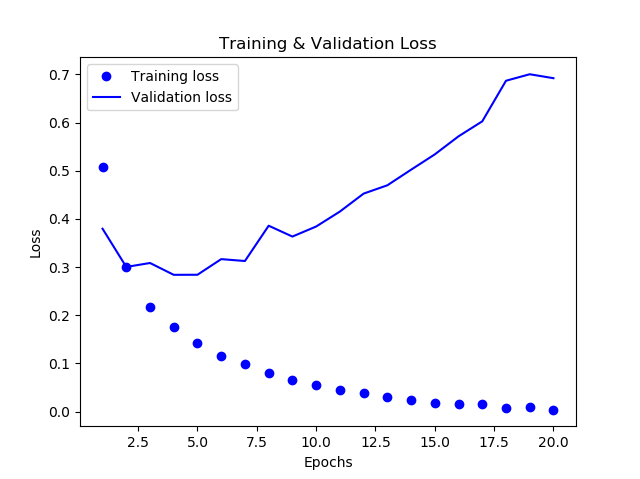 Training & Validation Loss
Training loss
Validation loss
0.7
0.6
0.5
0.4
0.3
0.2
0.1
0.0
Loss
2.5 5.0 7.5 10.0 12.5 15.0 17.5 20.0
Epochs